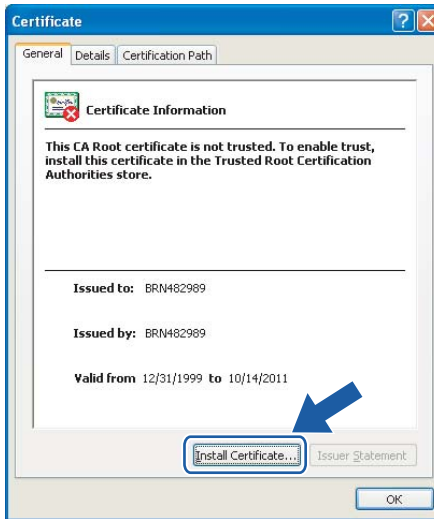 Certificate
General Details Certification Path
Certificate Information
This CA Root certificate is not trusted. To enable trust,
install this certificate in the Trusted Root Certification
Authorities store.
Issued to: BRN482989
Issued by: BRN482989
Valid from 12/31/1999 to 10/14/2011
Install Certificate... Issuer Statement
OK